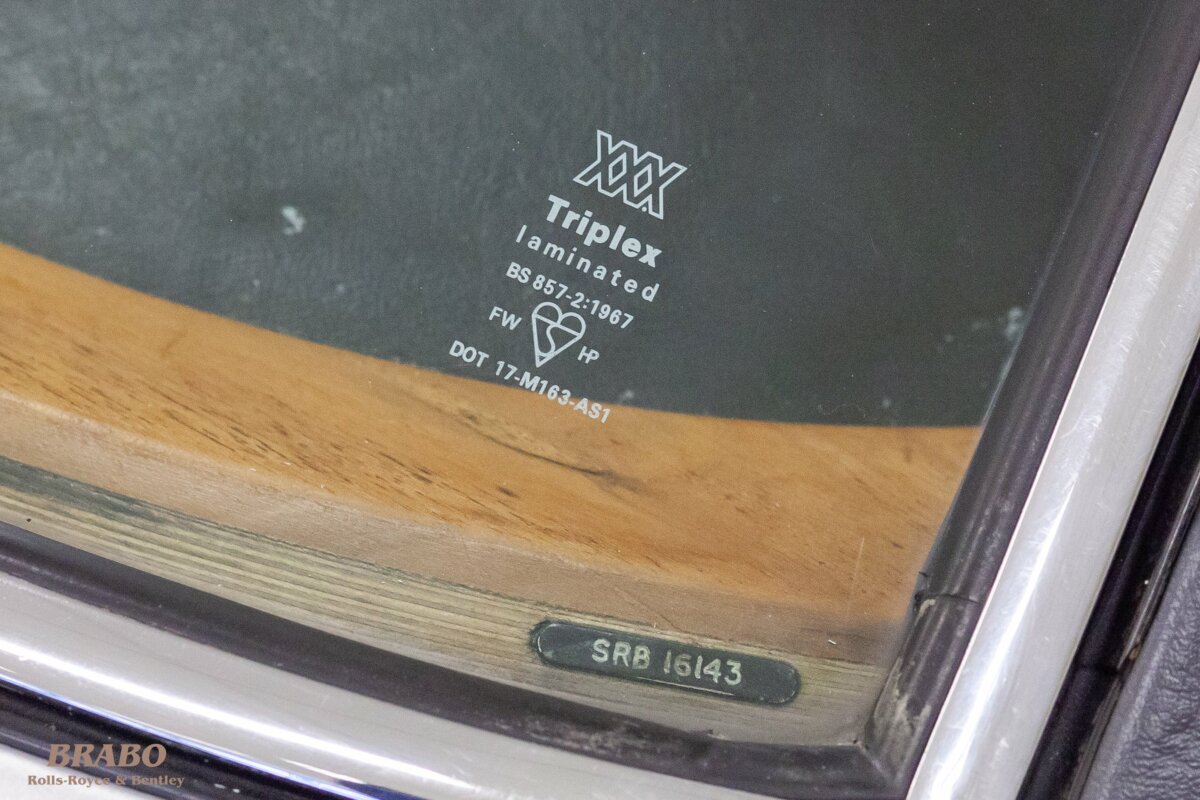 XXX
Triplex
laminated
BS 857-2:1967
FW HP
DOT 17-M163-AS1
SRB 16143
BRABO
Rolls-Royce & Bentley